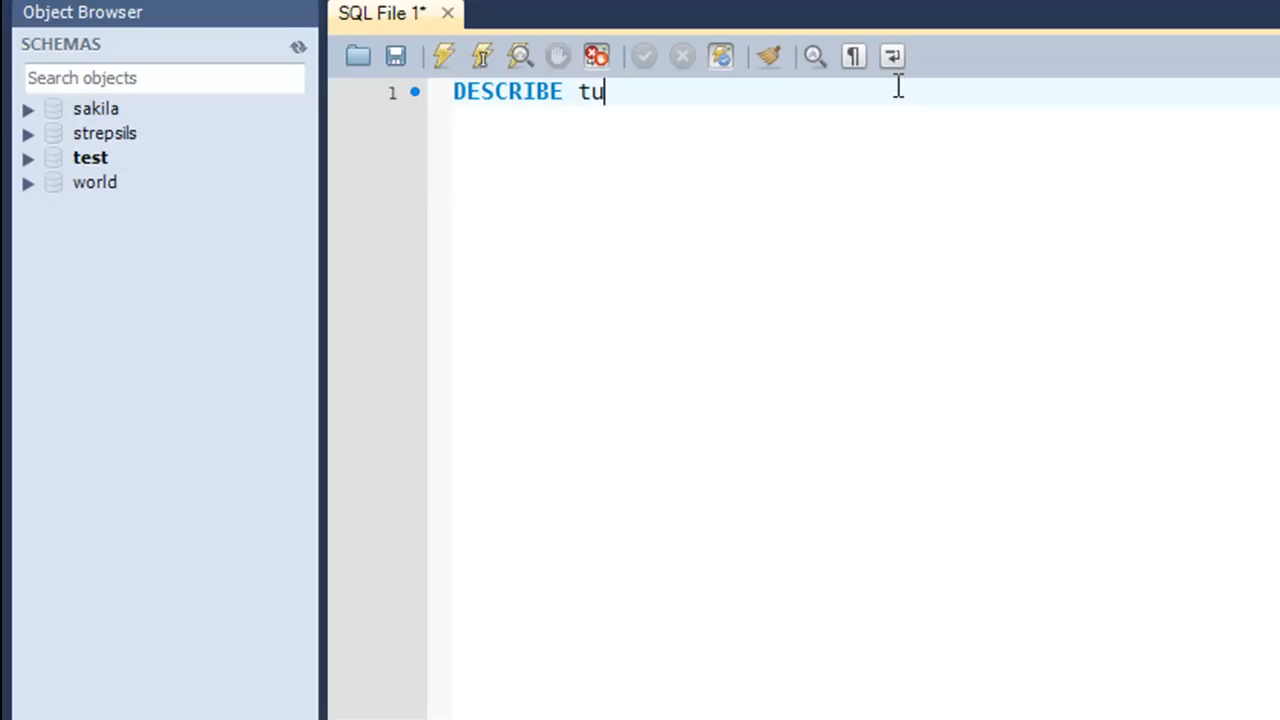 Object Browser
SCHEMAS
Search objects
sakila
strepsils
test
world
SQL File 1*
1
DESCRIBE tu